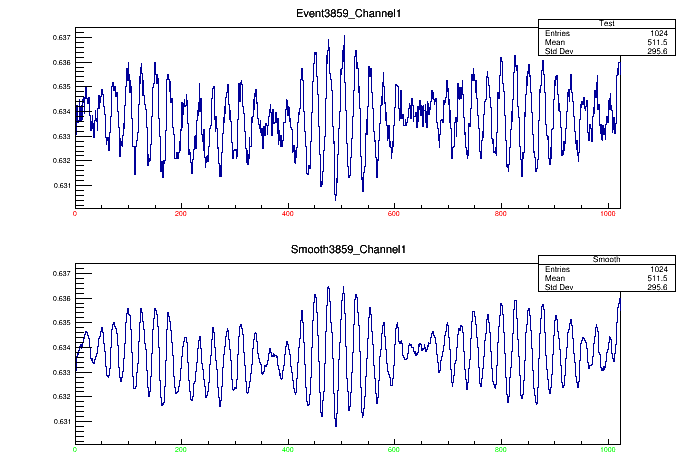 Event3859_Channel1
Test
Entries 1024
Mean 511.5
Std Dev 295.6
0.637
0.636
0.635
0.634
0.633
0.632
0.631
0 200 400 600 800 1000
Smooth3859_Channel1
Smooth
Entries 1024
Mean 511.5
Std Dev 295.6
0.637
0.636
0.635
0.634
0.633
0.632
0.631
0 200 400 600 800 1000